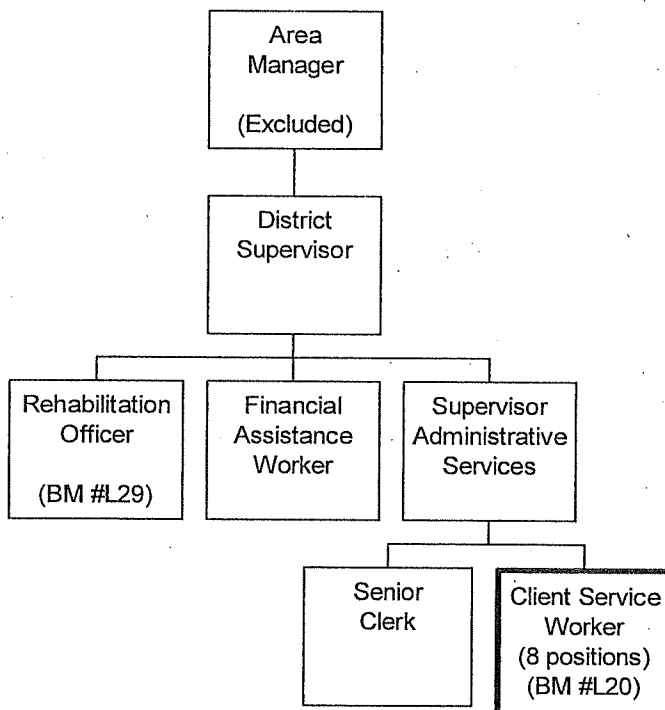 Area
Manager
(Excluded)
District
Supervisor
Rehabilitation
Officer
(BM #L29)
Financial
Assistance
Worker
Supervisor
Administrative
Services
Senior
Clerk
Client Service
Worker
(8 positions)
(BM #L20)